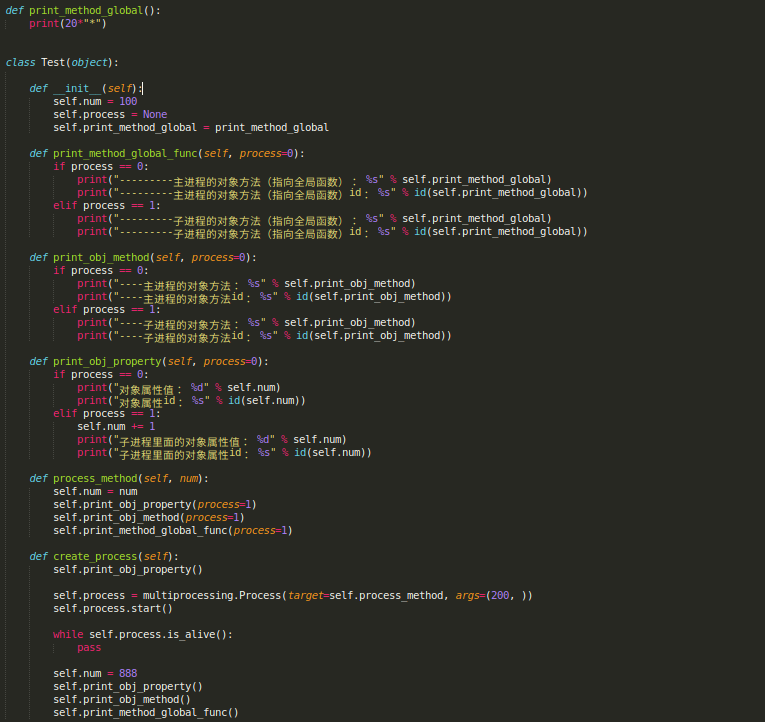 def print_method_global():
    print(20*"*")
class Test(object):
    def __init__(self):
        self.num = 100
        self.process = None
        self.print_method_global = print_method_global
    def print_method_global_func(self, process=0):
        if process == 0:
            print("---------主进程的对象方法（指向全局函数）： %s" % self.print_method_global)
            print("---------主进程的对象方法（指向全局函数）id： %s" % id(self.print_method_global))
        elif process == 1:
            print("---------子进程的对象方法（指向全局函数）： %s" % self.print_method_global)
            print("---------子进程的对象方法（指向全局函数）id： %s" % id(self.print_method_global))
    def print_obj_method(self, process=0):
        if process == 0:
            print("----主进程的对象方法： %s" % self.print_obj_method)
            print("----主进程的对象方法id： %s" % id(self.print_obj_method))
        elif process == 1:
            print("----子进程的对象方法： %s" % self.print_obj_method)
            print("----子进程的对象方法id： %s" % id(self.print_obj_method))
    def print_obj_property(self, process=0):
        if process == 0:
            print("对象属性值： %d" % self.num)
            print("对象属性id： %s" % id(self.num))
        elif process == 1:
            self.num += 1
            print("子进程里面的对象属性值： %d" % self.num)
            print("子进程里面的对象属性id： %s" % id(self.num))
    def process_method(self, num):
        self.num = num
        self.print_obj_property(process=1)
        self.print_obj_method(process=1)
        self.print_method_global_func(process=1)
    def create_process(self):
        self.print_obj_property()
        self.process = multiprocessing.Process(target=self.process_method, args=(200, ))
        self.process.start()
        while self.process.is_alive():
            pass
        self.num = 888
        self.print_obj_property()
        self.print_obj_method()
        self.print_method_global_func()